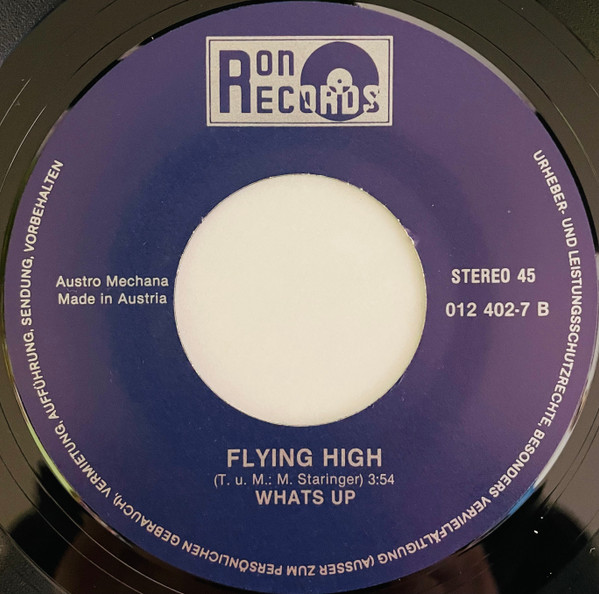 RON
RECORDS
Austro Mechana
Made in Austria
STEREO 45
012 402-7 B
FLYING HIGH
(T. u. M.: M. Staringer) 3:54
WHATS UP
URHEBER- UND LEISTUNGSSCHUTZRECHTE, BESONDERS VERVIELFÄLTIGUNG (AUSSER ZUM PERSÖNLICHEN GEBRAUCH), VERMIETUNG, AUFFÜHRUNG, SENDUNG, VORBEHALTEN